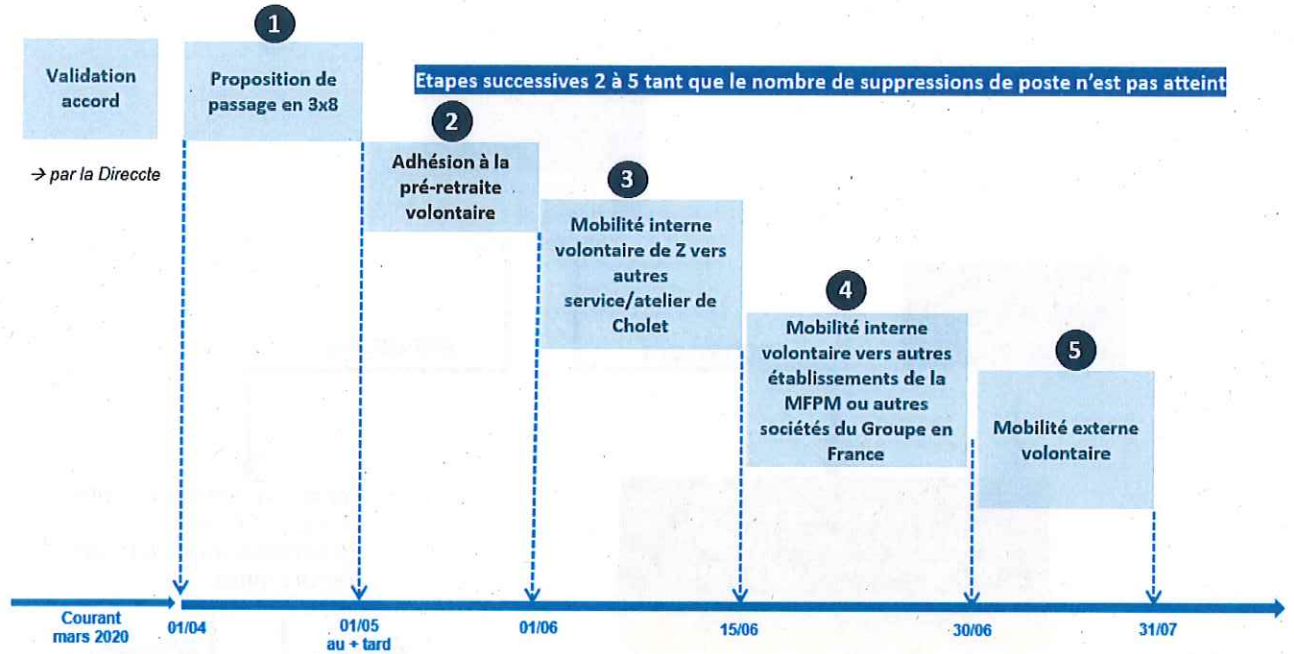 1
Validation
accord
Proposition de
passage en 3x8
Etapes successives 2 à 5 tant que le nombre de suppressions de poste n'est pas atteint
→ par la Direccte
2
Adhésion à la
pré-retraite
volontaire
3
Mobilité interne
volontaire de Z vers
autres
service/atelier de
Cholet
4
Mobilité interne
volontaire vers autres
établissements de la
MFPM ou autres
sociétés du Groupe en
France
5
Mobilité externe
volontaire
Courant
mars 2020
01/04
01/05
au + tard
01/06
15/06
30/06
31/07